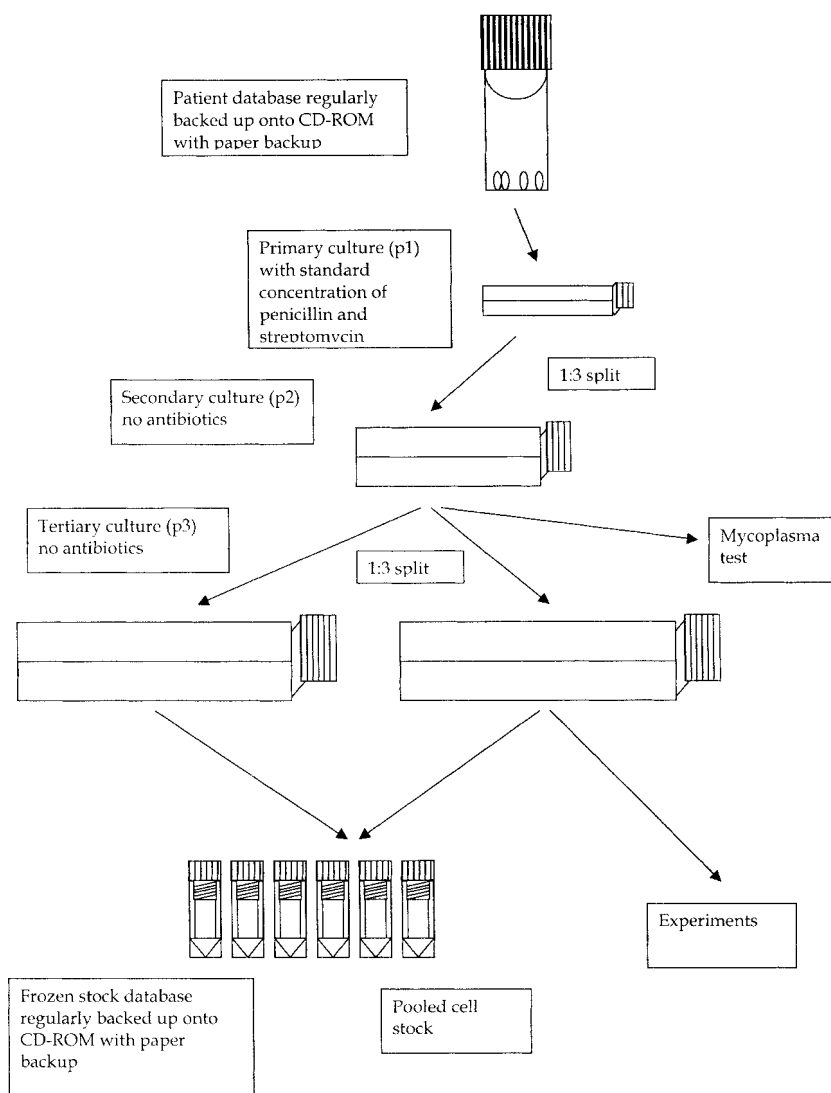 Patient database regularly
backed up onto CD-ROM
with paper backup
Primary culture (p1)
with standard
concentration of
penicillin and
streptomycin
1:3 split
Secondary culture (p2)
no antibiotics
Tertiary culture (p3)
no antibiotics
1:3 split
Mycoplasma
test
Experiments
Frozen stock database
regularly backed up onto
CD-ROM with paper
backup
Pooled cell
stock